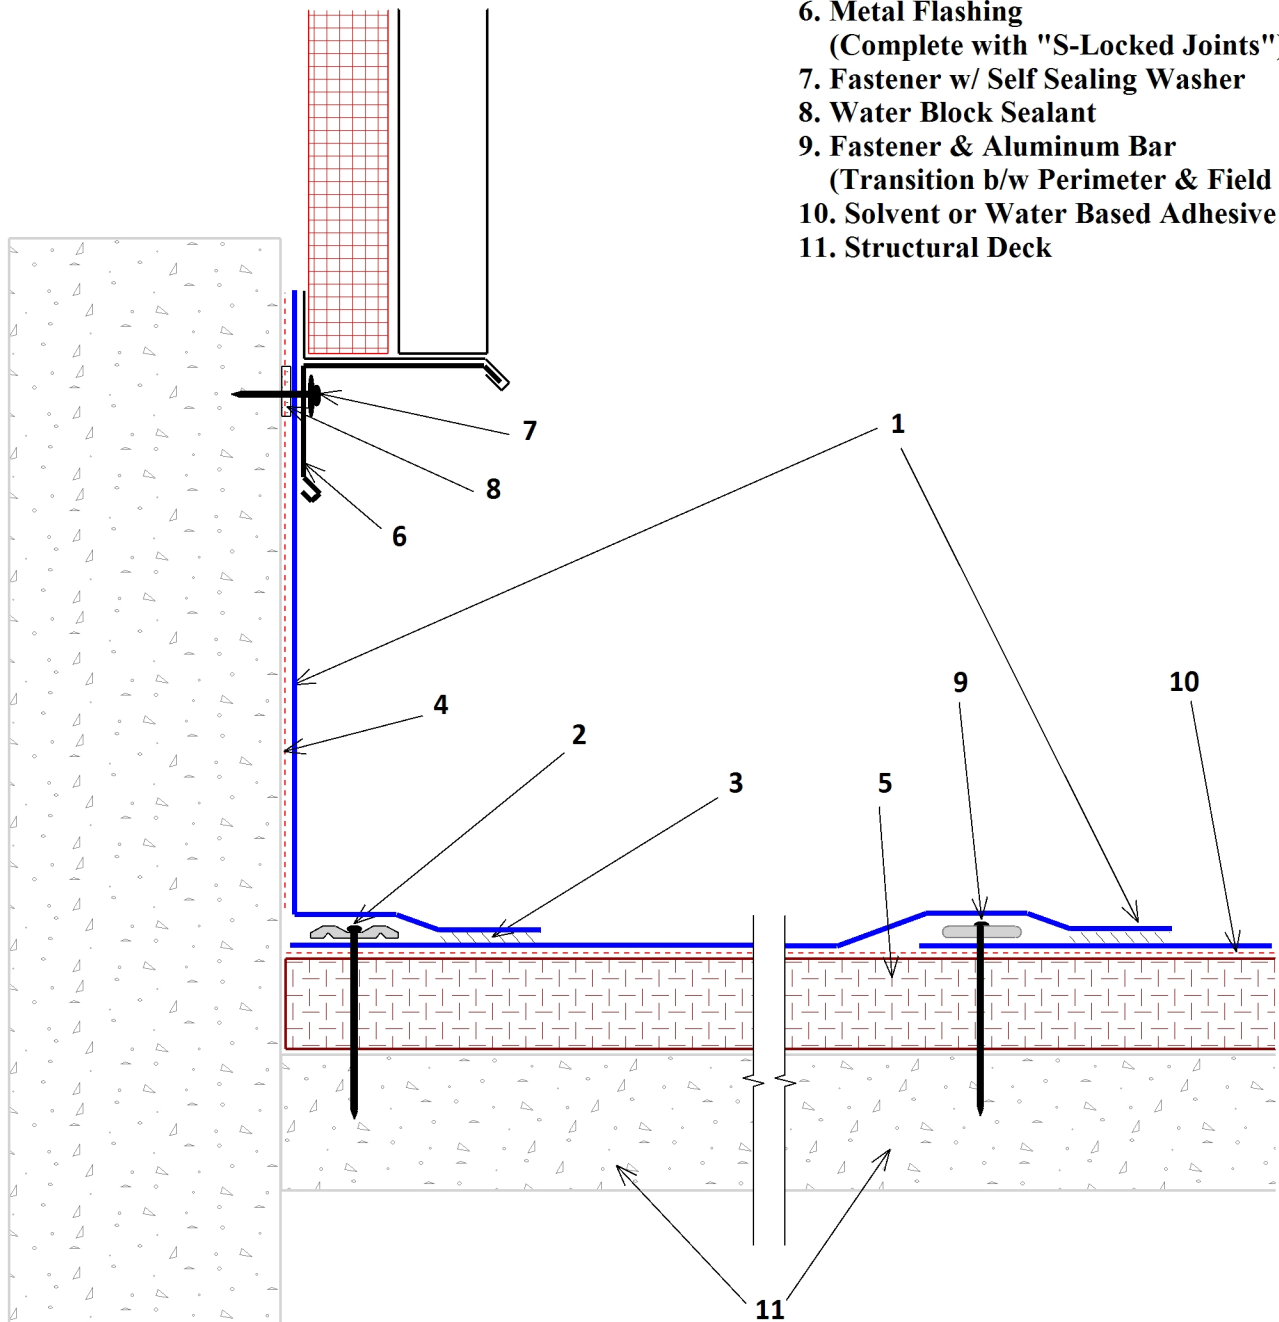 6. Metal Flashing
(Complete with "S-Locked Joints")
7. Fastener w/ Self Sealing Washer
8. Water Block Sealant
9. Fastener & Aluminum Bar
(Transition b/w Perimeter & Field
10. Solvent or Water Based Adhesive
11. Structural Deck
7
1
8
6
9
10
4
2
3
5
11